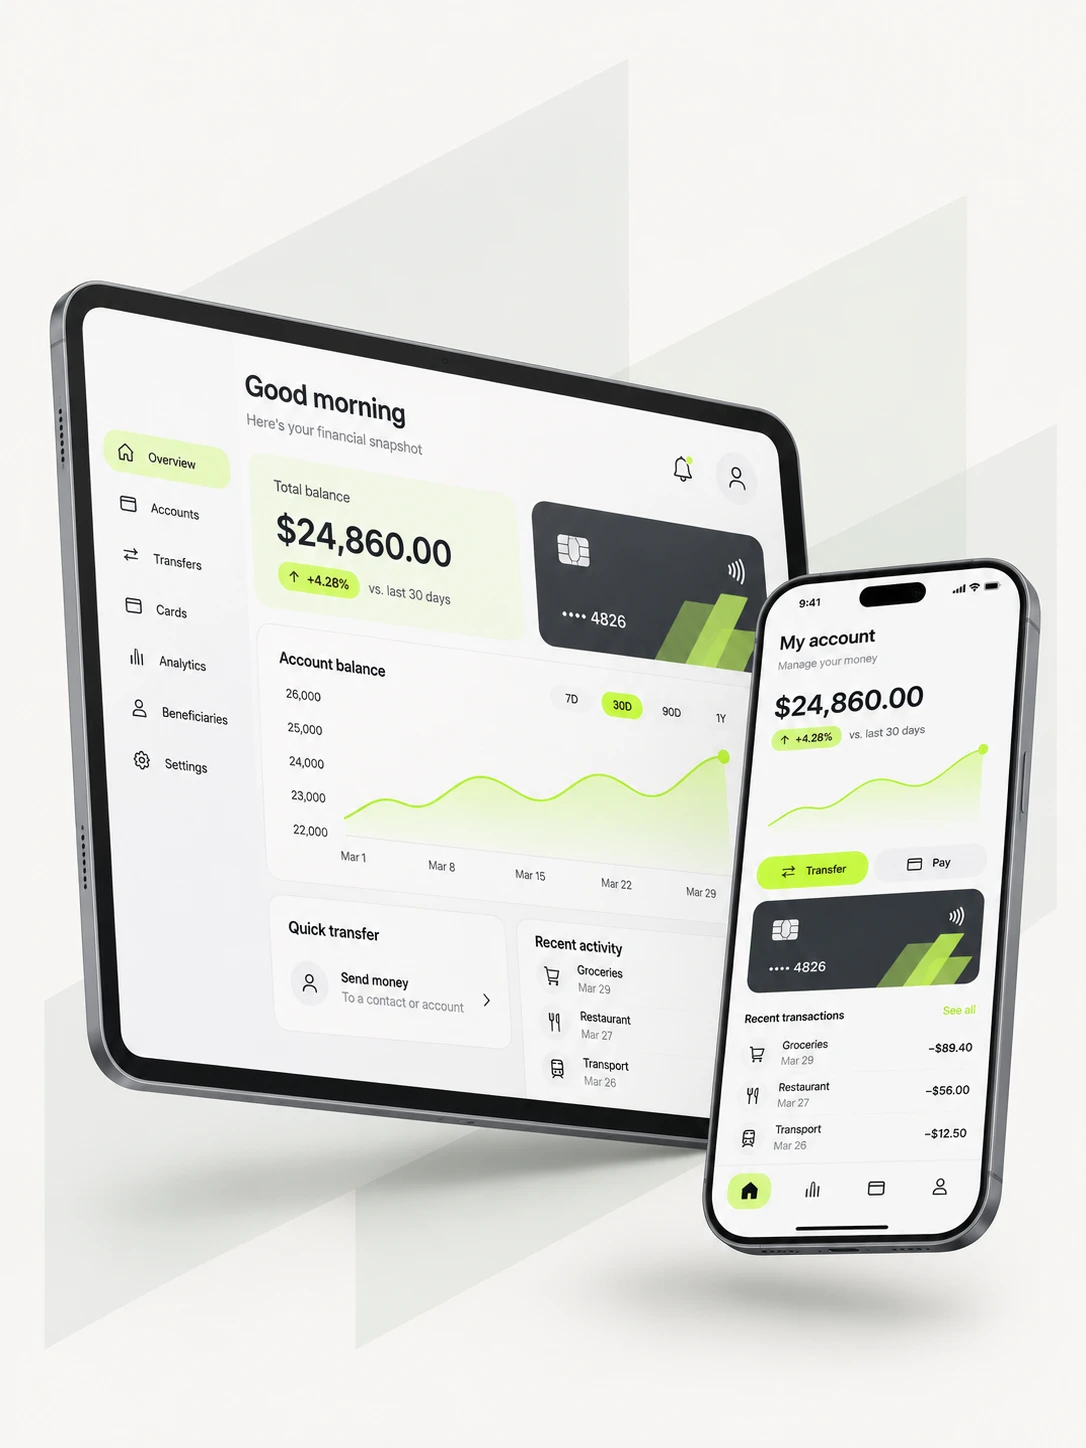 Good morning
Here's your financial snapshot
Overview
Accounts
Transfers
Cards
Analytics
Beneficiaries
Settings
Total balance
$24,860.00
+4.28% vs. last 30 days
•••• 4826
Account balance
7D 30D 90D 1Y
26,000
25,000
24,000
23,000
22,000
Mar 1 Mar 8 Mar 15 Mar 22 Mar 29
Quick transfer
Send money
To a contact or account
Recent activity
Groceries
Mar 29
Restaurant
Mar 27
Transport
Mar 26
9:41
My account
Manage your money
$24,860.00
+4.28% vs. last 30 days
Transfer Pay
•••• 4826
Recent transactions See all
Groceries −$89.40
Mar 29
Restaurant −$56.00
Mar 27
Transport −$12.50
Mar 26